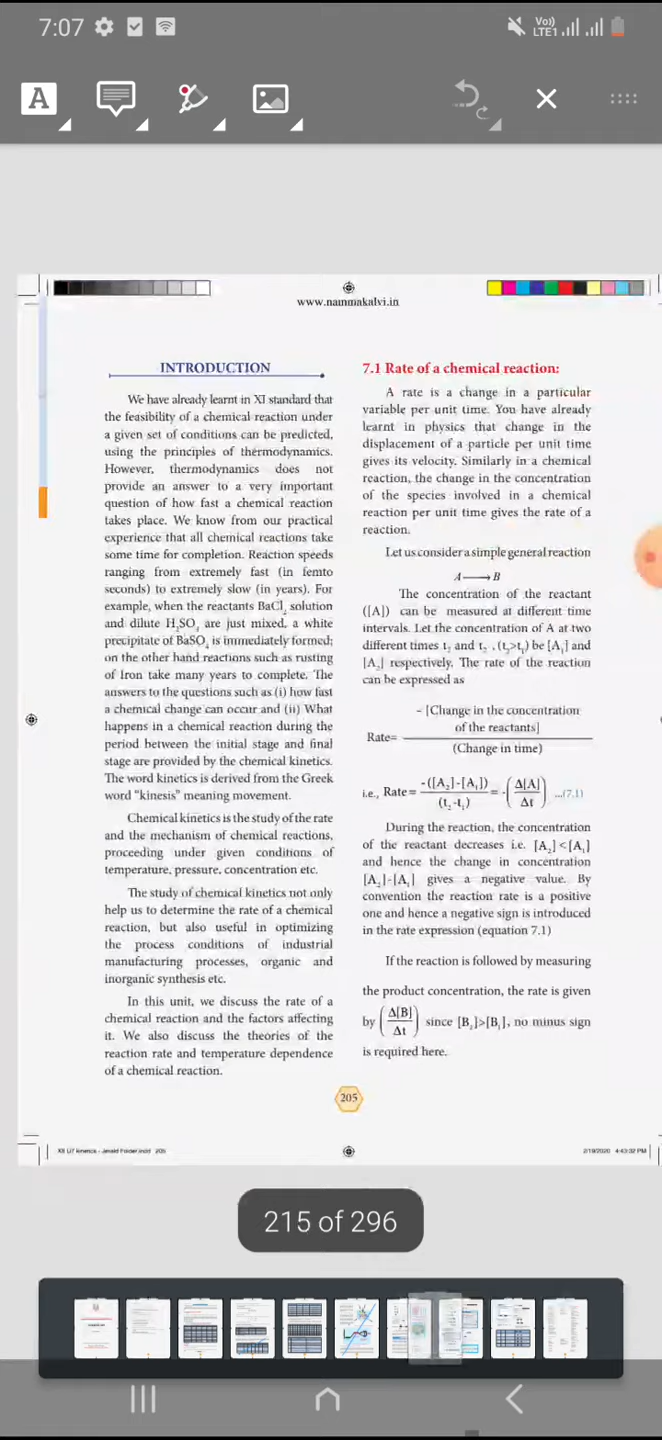 7:07
Vo))
LTE1
A
www.nammakalvi.in
INTRODUCTION
We have already learnt in XI standard that
the feasibility of a chemical reaction under
a given set of conditions can be predicted,
using the principles of thermodynamics.
However, thermodynamics does not
provide an answer to a very important
question of how fast a chemical reaction
takes place. We know from our practical
experience that all chemical reactions take
some time for completion. Reaction speeds
ranging from extremely fast (in femto
seconds) to extremely slow (in years). For
example, when the reactants BaCl₂ solution
and dilute H₂SO₄ are just mixed, a white
precipitate of BaSO₄ is immediately formed;
on the other hand reactions such as rusting
of Iron take many years to complete. The
answers to the questions such as (i) how fast
a chemical change can occur and (ii) What
happens in a chemical reaction during the
period between the initial stage and final
stage are provided by the chemical kinetics.
The word kinetics is derived from the Greek
word “kinesis” meaning movement.
Chemical kinetics is the study of the rate
and the mechanism of chemical reactions,
proceeding under given conditions of
temperature, pressure, concentration etc.
The study of chemical kinetics not only
help us to determine the rate of a chemical
reaction, but also useful in optimizing
the process conditions of industrial
manufacturing processes, organic and
inorganic synthesis etc.
In this unit, we discuss the rate of a
chemical reaction and the factors affecting
it. We also discuss the theories of the
reaction rate and temperature dependence
of a chemical reaction.
7.1 Rate of a chemical reaction:
A rate is a change in a particular
variable per unit time. You have already
learnt in physics that change in the
displacement of a particle per unit time
gives its velocity. Similarly in a chemical
reaction, the change in the concentration
of the species involved in a chemical
reaction per unit time gives the rate of a
reaction.
Let us consider a simple general reaction
A ⟶ B
The concentration of the reactant
([A]) can be measured at different time
intervals. Let the concentration of A at two
different times t₁ and t₂, (t₂>t₁) be [A₁] and
[A₂] respectively. The rate of the reaction
can be expressed as
- [Change in the concentration
of the reactants]
Rate=
(Change in time)
i.e., Rate = -([A₂]-[A₁]) / (t₂-t₁) = -(Δ[A] / Δt) ...(7.1)
During the reaction, the concentration
of the reactant decreases i.e. [A₂]<[A₁]
and hence the change in concentration
[A₂]-[A₁] gives a negative value. By
convention the reaction rate is a positive
one and hence a negative sign is introduced
in the rate expression (equation 7.1)
If the reaction is followed by measuring
the product concentration, the rate is given
by (Δ[B] / Δt) since [B₂]>[B₁], no minus sign
is required here.
205
2/19/2020 4:43:32 PM
215 of 296